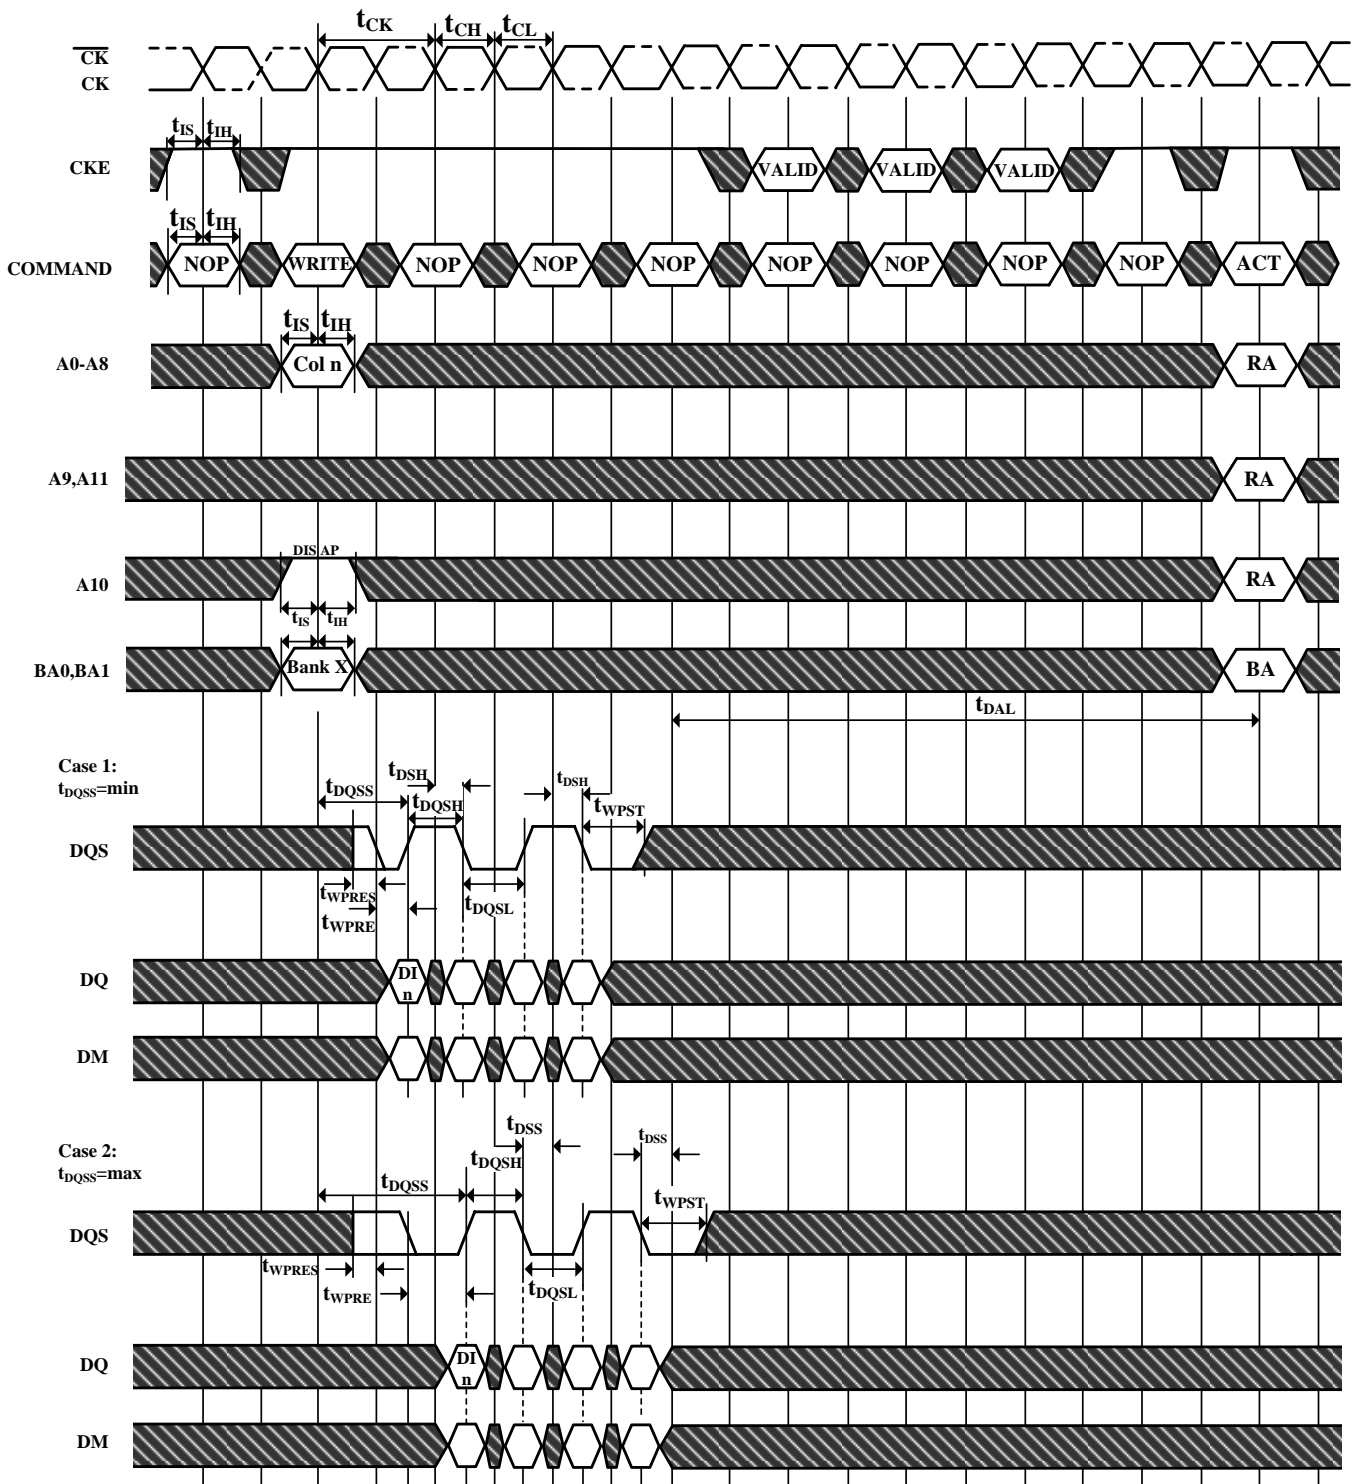 tCK tCH tCL
CK
CK
tIS tIH
CKE VALID VALID VALID
tIS tIH
COMMAND NOP WRITE NOP NOP NOP NOP NOP NOP NOP ACT
tIS tIH
A0-A8 Col n RA
A9,A11 RA
DIS AP
A10 RA
tIS tIH
BA0,BA1 Bank X BA
tDAL
Case 1:
tDQSS=min
tDSH tDSH
tDQSS tDQSH tWPST
DQS
tWPRES tDQSL
tWPRE
DQ DI
n
DM
Case 2:
tDQSS=max
tDSS tDSS
tDQSH
tDQSS tWPST
DQS
tWPRES
tWPRE tDQSL
DQ DI
n
DM